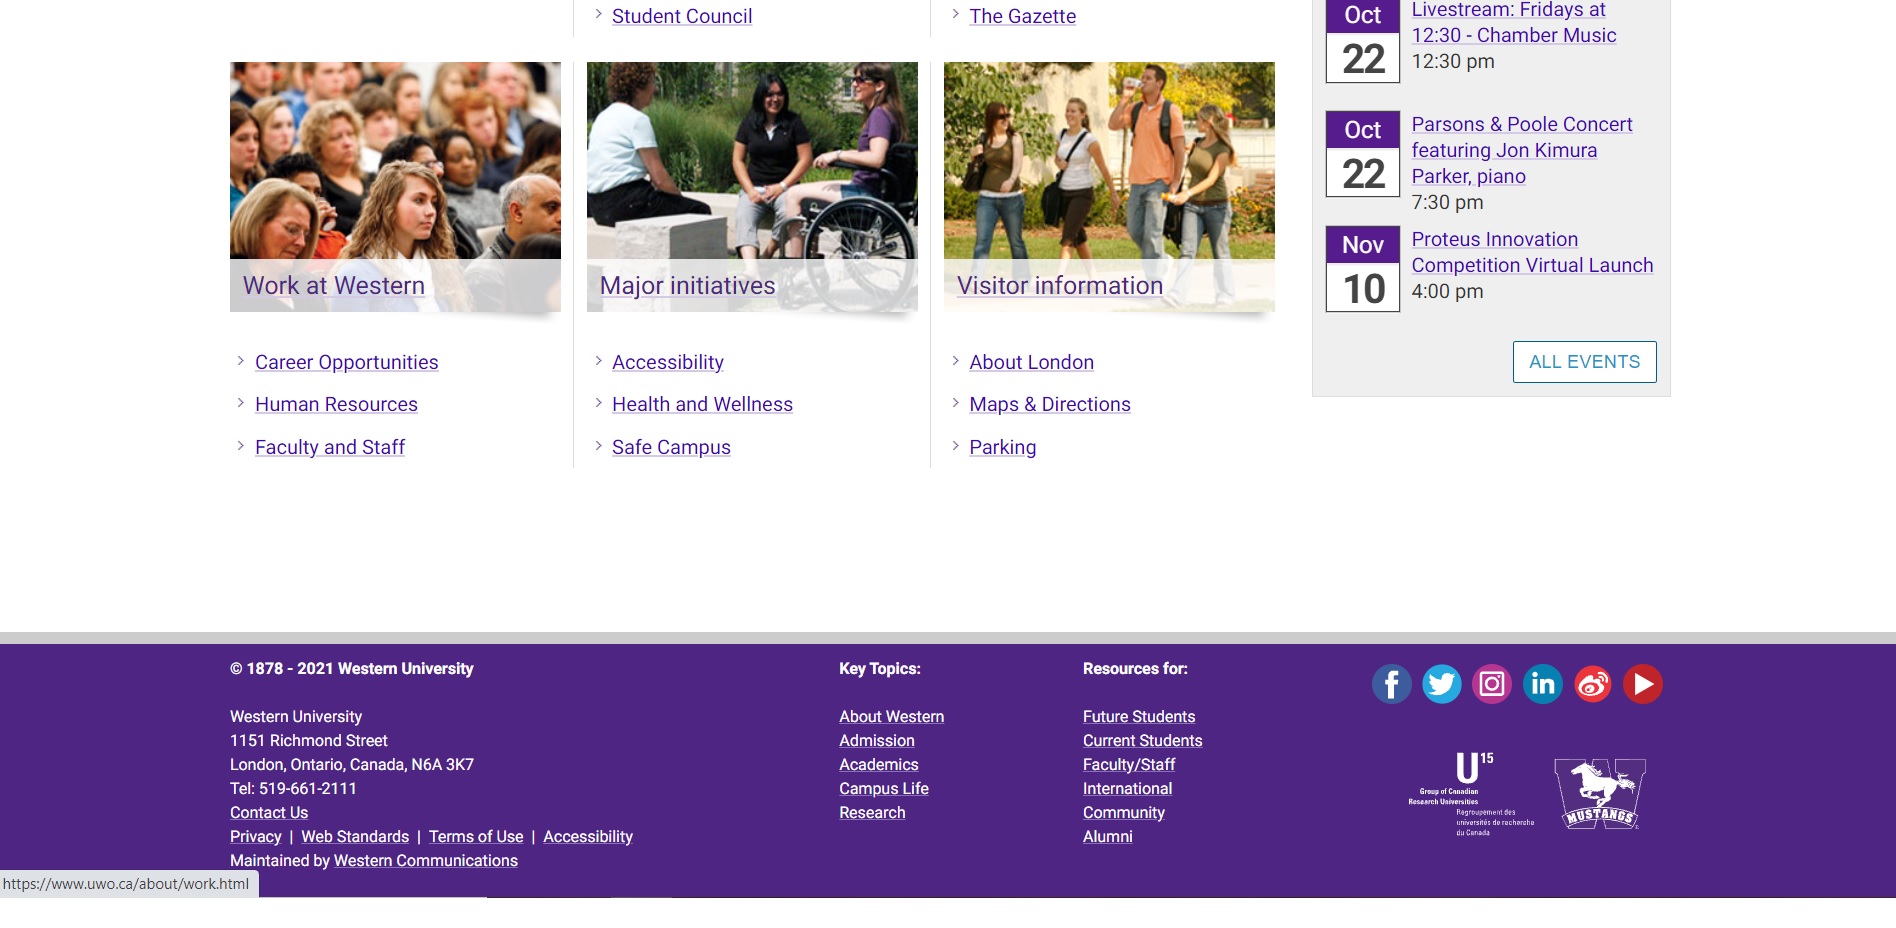 Student Council
The Gazette
Work at Western
Career Opportunities
Human Resources
Faculty and Staff
Major initiatives
Accessibility
Health and Wellness
Safe Campus
Visitor information
About London
Maps & Directions
Parking
Oct
22
Livestream: Fridays at
12:30 - Chamber Music
12:30 pm
Oct
22
Parsons & Poole Concert
featuring Jon Kimura
Parker, piano
7:30 pm
Nov
10
Proteus Innovation
Competition Virtual Launch
4:00 pm
ALL EVENTS
© 1878 - 2021 Western University
Western University
1151 Richmond Street
London, Ontario, Canada, N6A 3K7
Tel: 519-661-2111
Contact Us
Privacy | Web Standards | Terms of Use | Accessibility
Maintained by Western Communications
Key Topics:
About Western
Admission
Academics
Campus Life
Research
Resources for:
Future Students
Current Students
Faculty/Staff
International
Community
Alumni
f
in
U15
Group of Canadian
Research Universities
Regroupement des
universités de recherche
du Canada
W
MUSTANGS
https://www.uwo.ca/about/work.html